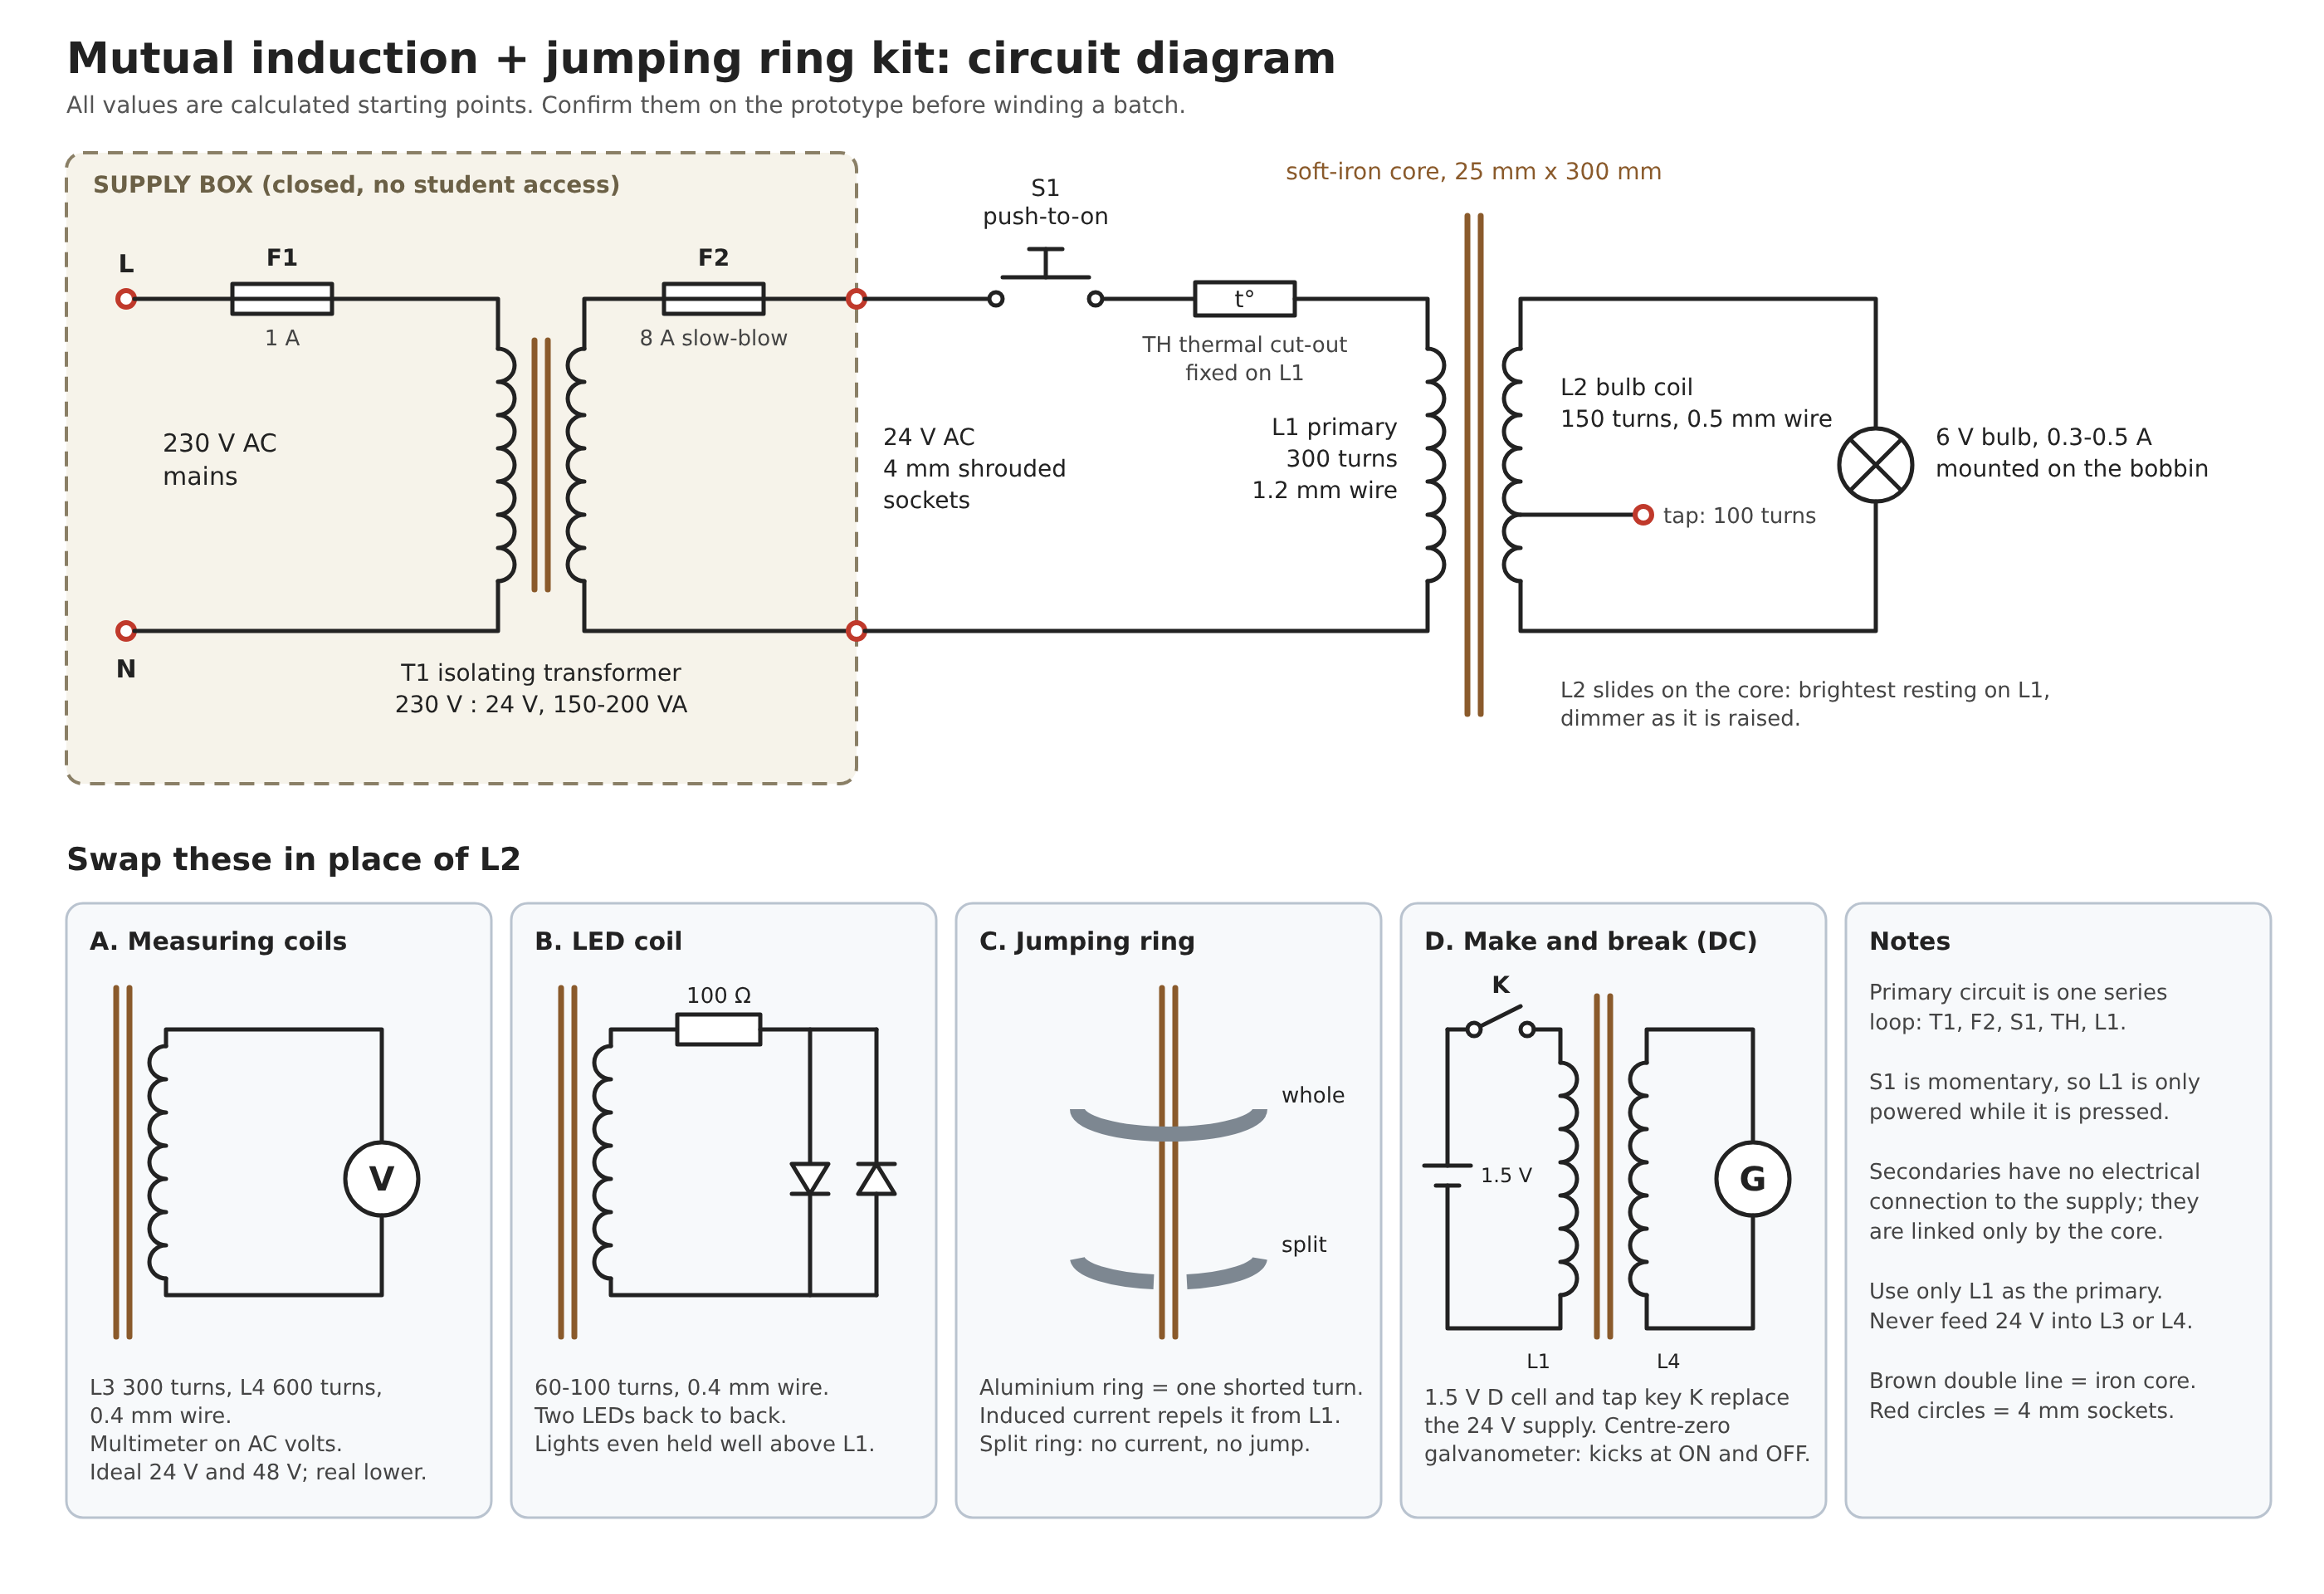 Mutual induction + jumping ring kit: circuit diagram
All values are calculated starting points. Confirm them on the prototype before winding a batch.
SUPPLY BOX (closed, no student access)
L
F1
1 A
F2
8 A slow-blow
230 V AC
mains
N
T1 isolating transformer
230 V : 24 V, 150-200 VA
S1
push-to-on
t°
TH thermal cut-out
fixed on L1
24 V AC
4 mm shrouded
sockets
L1 primary
300 turns
1.2 mm wire
soft-iron core, 25 mm x 300 mm
L2 bulb coil
150 turns, 0.5 mm wire
tap: 100 turns
6 V bulb, 0.3-0.5 A
mounted on the bobbin
L2 slides on the core: brightest resting on L1,
dimmer as it is raised.
Swap these in place of L2
A. Measuring coils
V
L3 300 turns, L4 600 turns,
0.4 mm wire.
Multimeter on AC volts.
Ideal 24 V and 48 V; real lower.
B. LED coil
100 Ω
60-100 turns, 0.4 mm wire.
Two LEDs back to back.
Lights even held well above L1.
C. Jumping ring
whole
split
Aluminium ring = one shorted turn.
Induced current repels it from L1.
Split ring: no current, no jump.
D. Make and break (DC)
K
1.5 V
G
L1
L4
1.5 V D cell and tap key K replace
the 24 V supply. Centre-zero
galvanometer: kicks at ON and OFF.
Notes
Primary circuit is one series
loop: T1, F2, S1, TH, L1.
S1 is momentary, so L1 is only
powered while it is pressed.
Secondaries have no electrical
connection to the supply; they
are linked only by the core.
Use only L1 as the primary.
Never feed 24 V into L3 or L4.
Brown double line = iron core.
Red circles = 4 mm sockets.